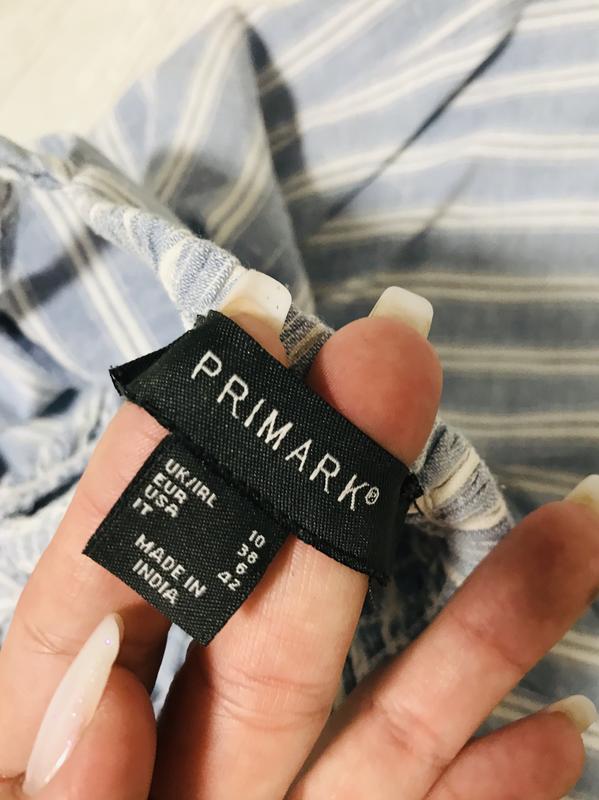 PRIMARK®
UK/IRL 10
EUR 38
USA 6
IT 42
MADE IN
INDIA